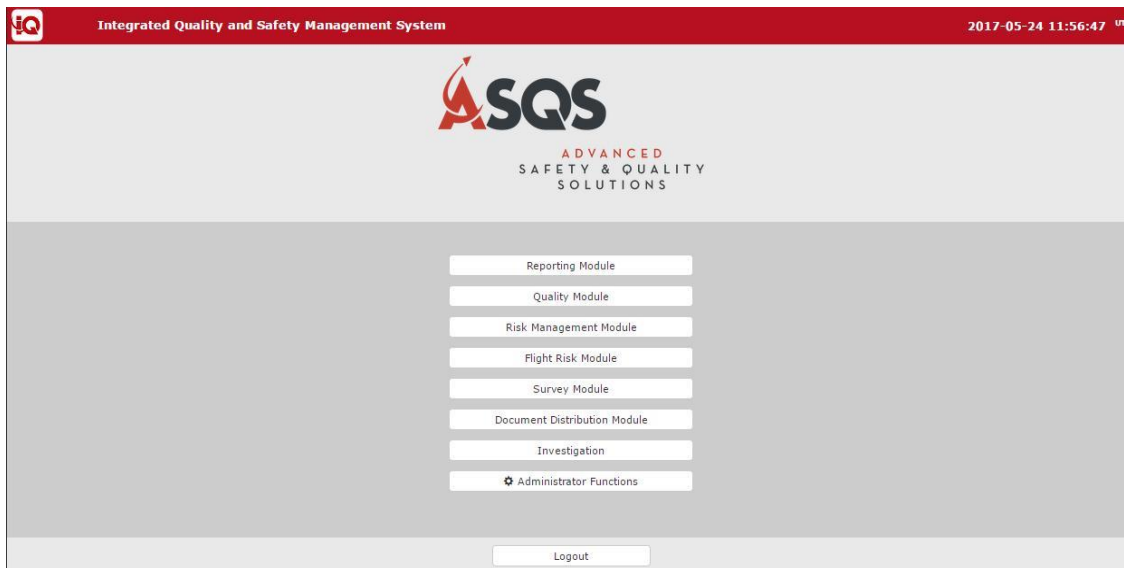 iQ
Integrated Quality and Safety Management System
2017-05-24 11:56:47
ASQS
ADVANCED
SAFETY & QUALITY
SOLUTIONS
Reporting Module
Quality Module
Risk Management Module
Flight Risk Module
Survey Module
Document Distribution Module
Investigation
Administrator Functions
Logout